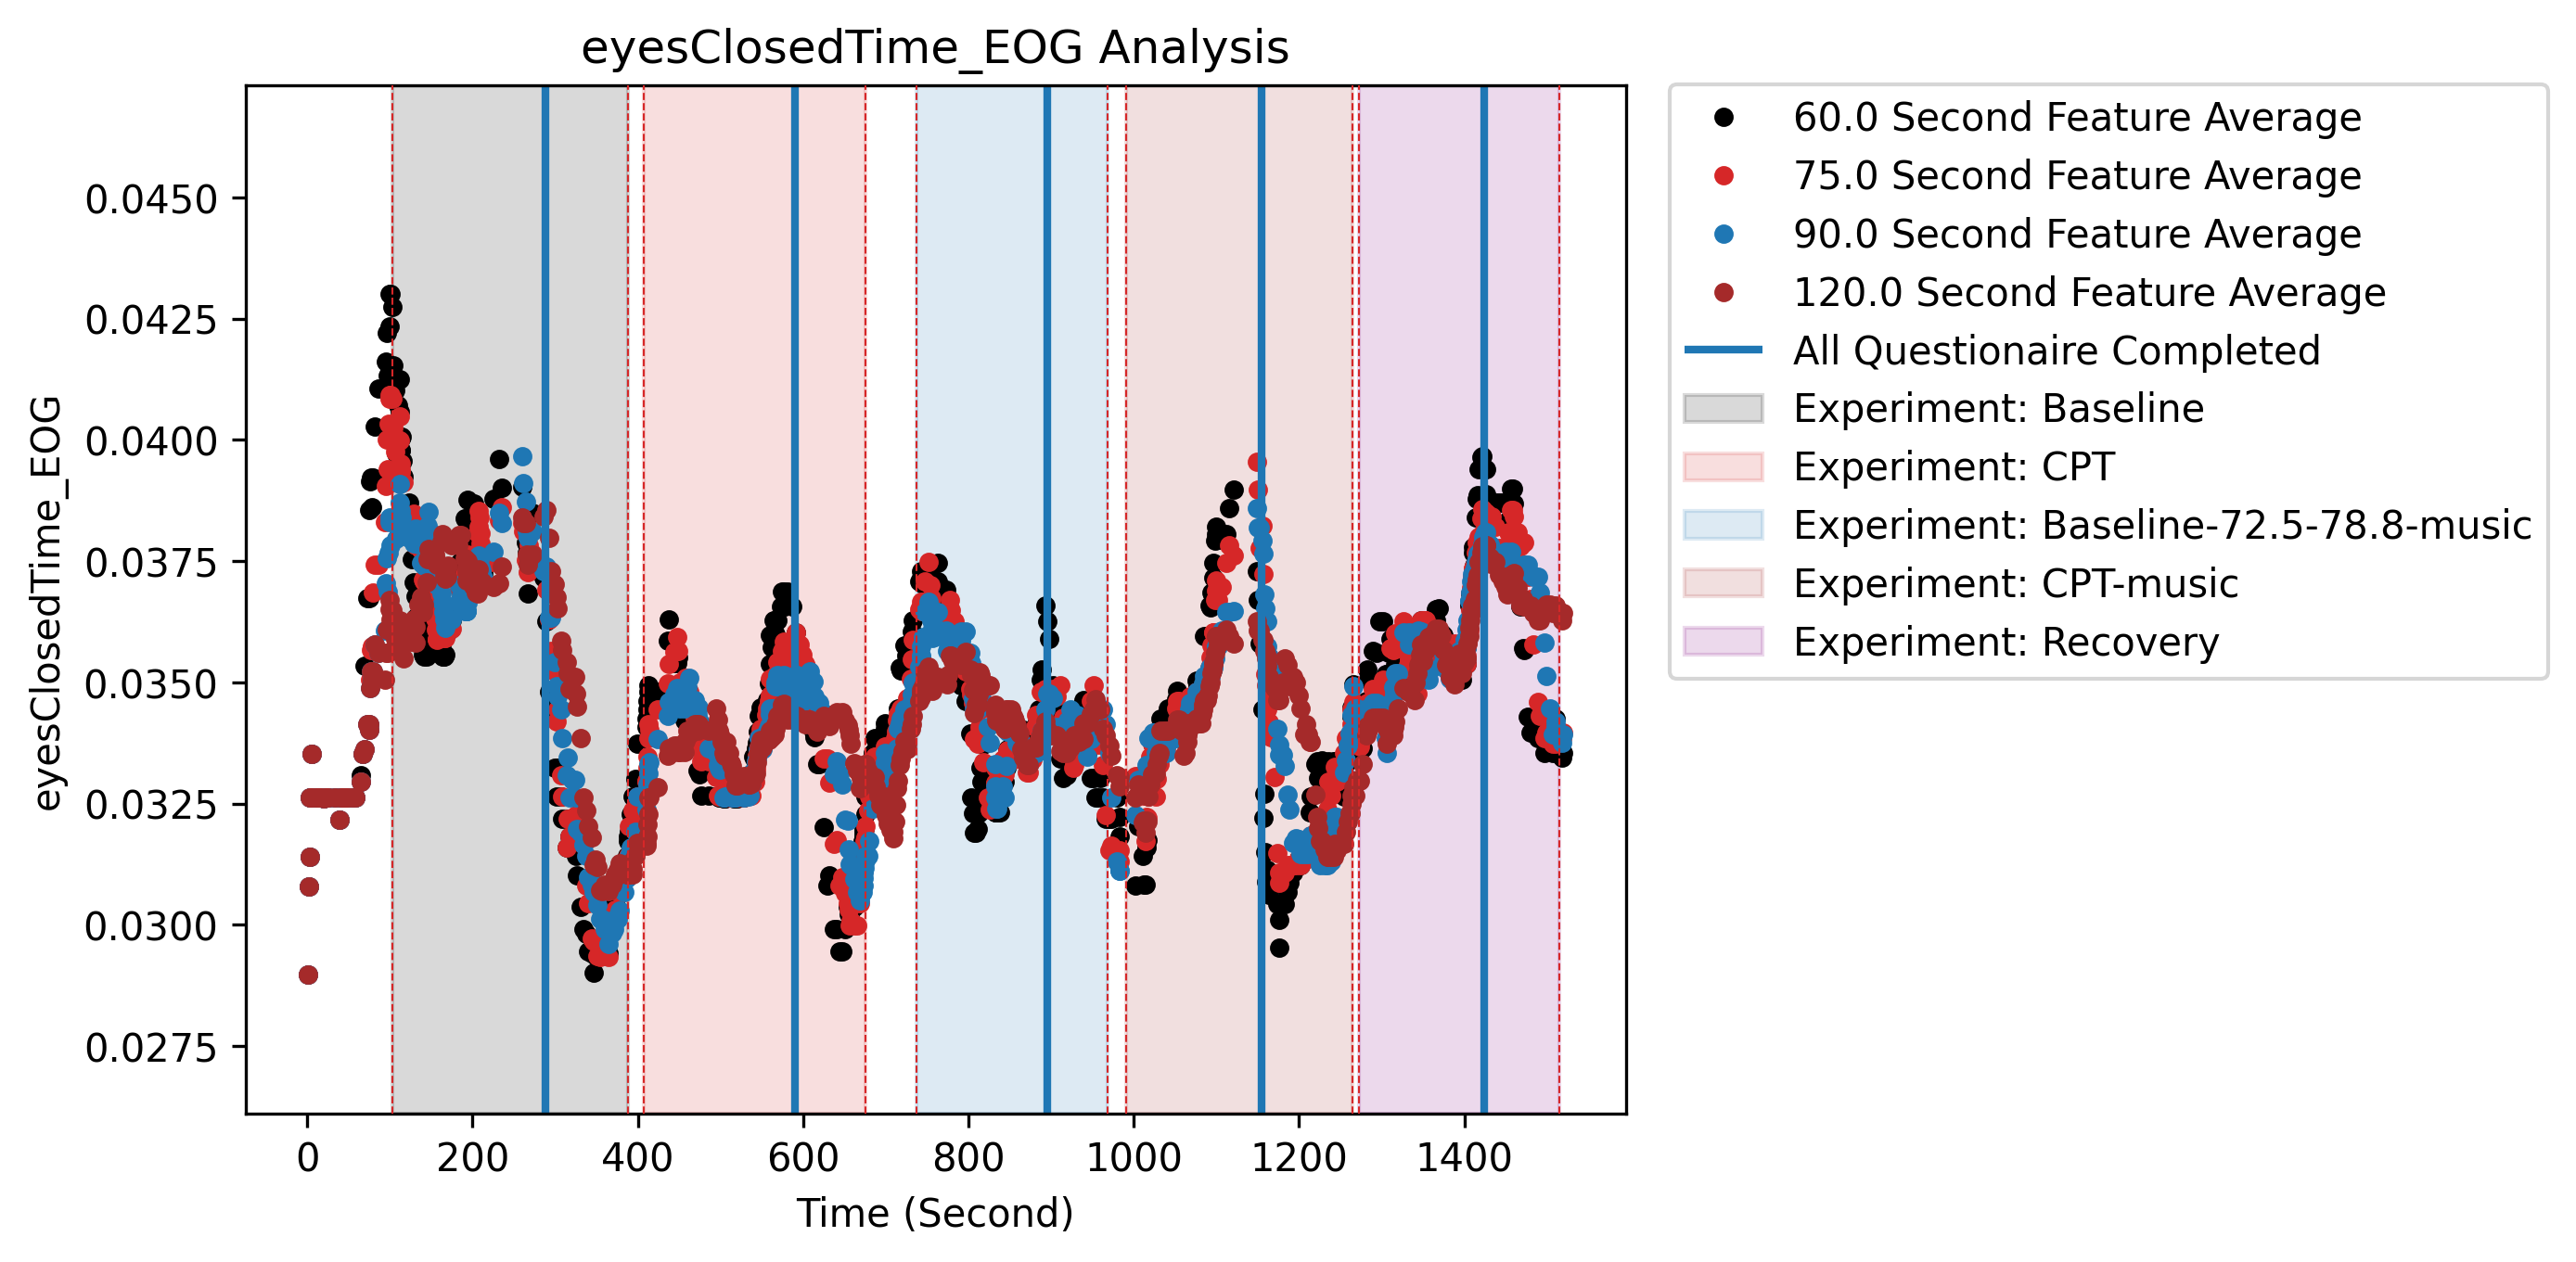 eyesClosedTime_EOG Analysis
eyesClosedTime_EOG
0.0450
0.0425
0.0400
0.0375
0.0350
0.0325
0.0300
0.0275
0 200 400 600 800 1000 1200 1400
Time (Second)
60.0 Second Feature Average
75.0 Second Feature Average
90.0 Second Feature Average
120.0 Second Feature Average
All Questionaire Completed
Experiment: Baseline
Experiment: CPT
Experiment: Baseline-72.5-78.8-music
Experiment: CPT-music
Experiment: Recovery